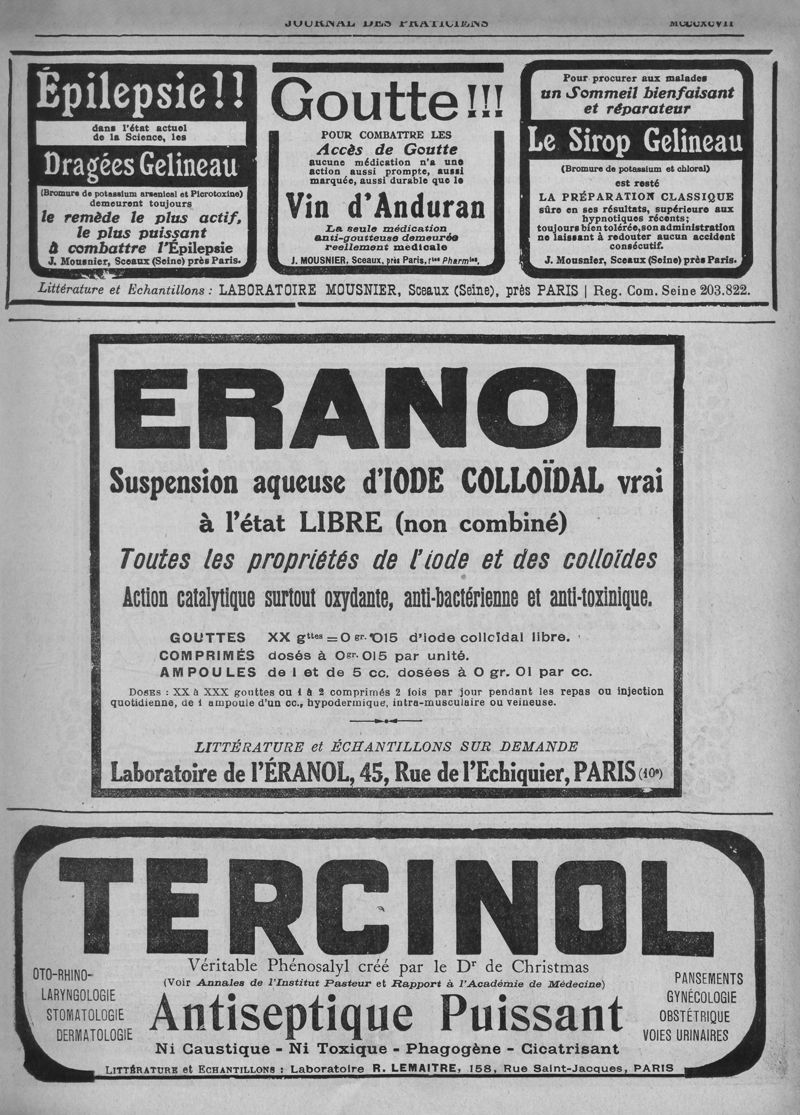 JOURNAL DES PRATICIENS
MCCCXCVII
Épilepsie!!
dans l'état actuel
de la Science, les
Dragées Gelineau
(Bromure de potassium arsenical et Picrotoxine)
demeurent toujours
le remède le plus actif,
le plus puissant
à combattre l'Épilepsie
J. Mousnier, Sceaux (Seine) près Paris.
Goutte!!!
POUR COMBATTRE LES
Accès de Goutte
aucune médication n'a une
action aussi prompte, aussi
marquée, aussi durable que le
Vin d'Anduran
La seule médication
anti-goutteuse demeurée
reellement medicale
J. MOUSNIER, Sceaux, près Paris, ttes Pharmies.
Pour procurer aux malades
un Sommeil bienfaisant
et réparateur
Le Sirop Gelineau
(Bromure de potassium et chloral)
est resté
LA PRÉPARATION CLASSIQUE
sûre en ses résultats, supérieure aux
hypnotiques récents;
toujours bien tolérée, son administration
ne laissant à redouter aucun accident
consécutif.
J. Mousnier, Sceaux (Seine) près Paris.
Littérature et Echantillons : LABORATOIRE MOUSNIER, Sceaux (Seine), près PARIS | Reg. Com. Seine 203.822.
ERANOL
Suspension aqueuse d'IODE COLLOÏDAL vrai
à l'état LIBRE (non combiné)
Toutes les propriétés de l'iode et des colloïdes
Action catalytique surtout oxydante, anti-bactérienne et anti-toxinique.
GOUTTES XX gttes = 0 gr. 015 d'iode colloïdal libre.
COMPRIMÉS dosés à 0gr. 015 par unité.
AMPOULES de 1 et de 5 cc. dosées à 0 gr. 01 par cc.
DOSES : XX à XXX gouttes ou 1 à 2 comprimés 2 fois par jour pendant les repas ou injection
quotidienne, de 1 ampoule d'un cc., hypodermique, intra-musculaire ou veineuse.
LITTÉRATURE et ÉCHANTILLONS SUR DEMANDE
Laboratoire de l'ÉRANOL, 45, Rue de l'Echiquier, PARIS (10e)
TERCINOL
Véritable Phénosalyl créé par le Dr de Christmas
(Voir Annales de l'Institut Pasteur et Rapport à l'Académie de Médecine)
OTO-RHINO-
LARYNGOLOGIE
STOMATOLOGIE
DERMATOLOGIE
Antiseptique Puissant
PANSEMENTS
GYNÉCOLOGIE
OBSTÉTRIQUE
VOIES URINAIRES
Ni Caustique - Ni Toxique - Phagogène - Cicatrisant
LITTÉRATURE et ECHANTILLONS : Laboratoire R. LEMAITRE, 158, Rue Saint-Jacques, PARIS